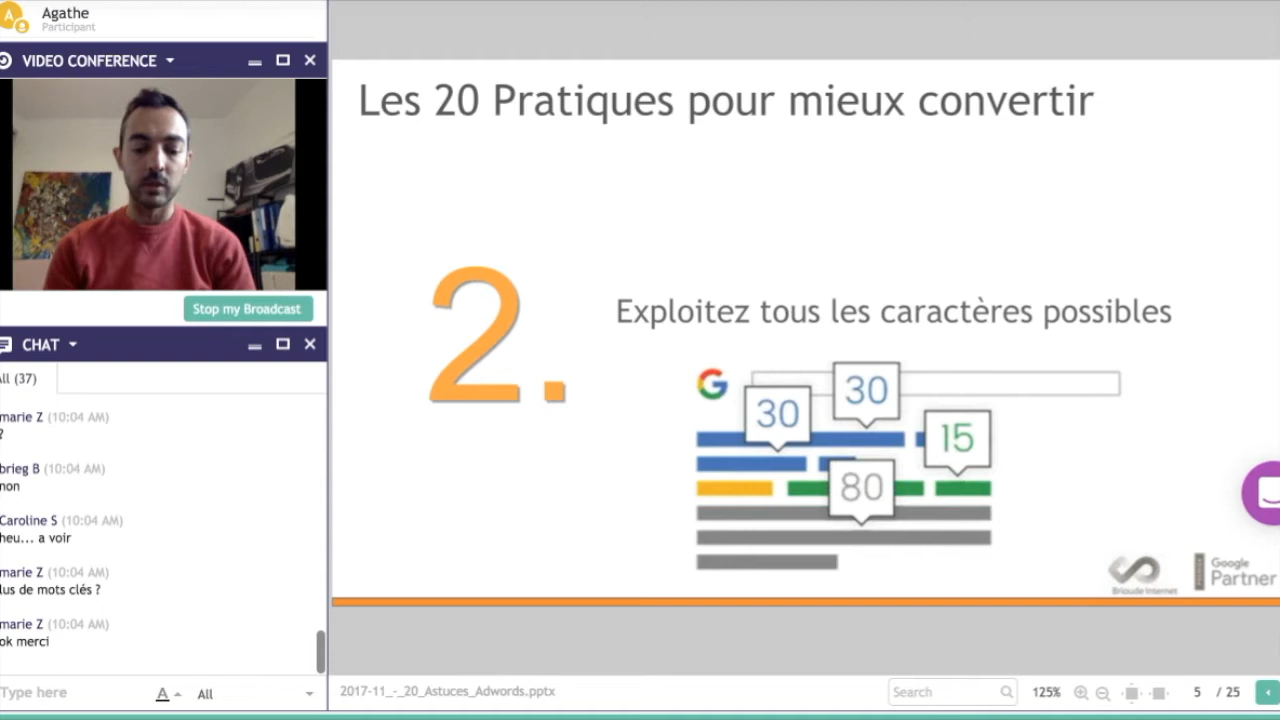 A
Agathe
Participant
VIDEO CONFERENCE
Stop my Broadcast
CHAT
All (37)
marie Z (10:04 AM)
?
brieg B (10:04 AM)
non
Caroline S (10:04 AM)
heu... a voir
marie Z (10:04 AM)
lus de mots clés ?
marie Z (10:04 AM)
ok merci
Type here
A
All
Les 20 Pratiques pour mieux convertir
2.
Exploitez tous les caractères possibles
G
30
30
15
80
Brioude Internet
Google
Partner
2017-11_-_20_Astuces_Adwords.pptx
Search
125%
5 / 25